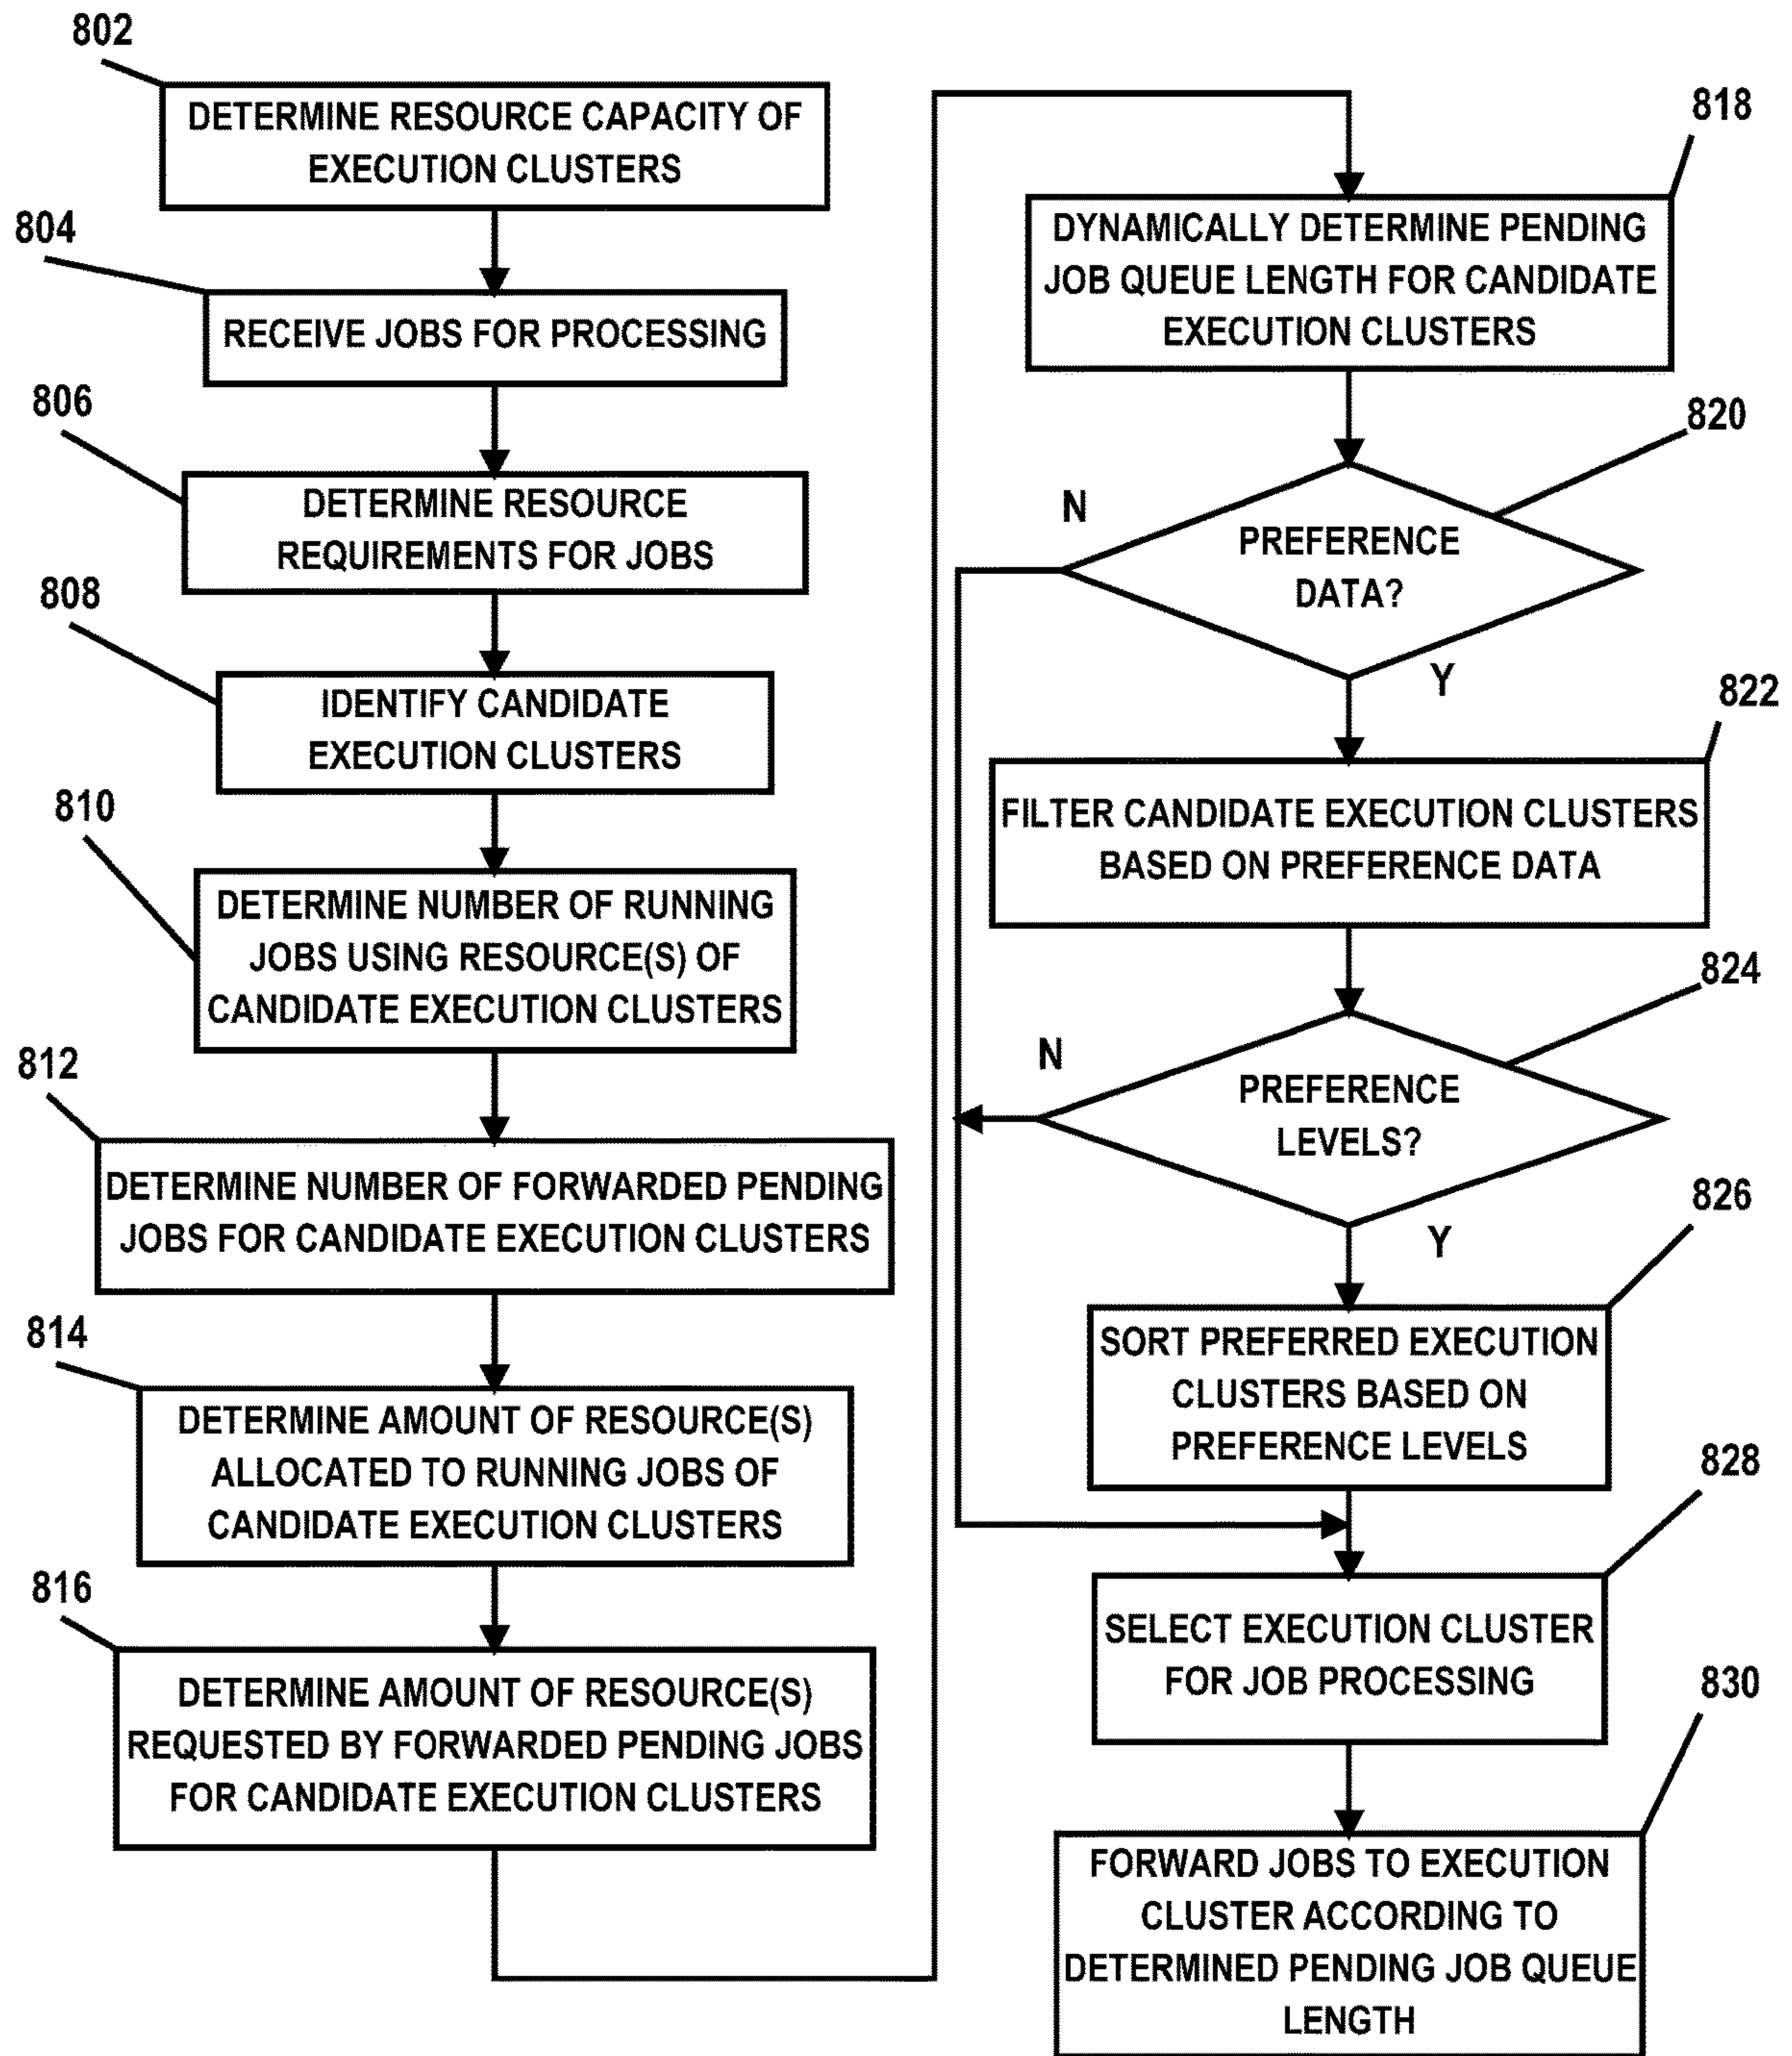 802
DETERMINE RESOURCE CAPACITY OF
EXECUTION CLUSTERS
804
RECEIVE JOBS FOR PROCESSING
806
DETERMINE RESOURCE
REQUIREMENTS FOR JOBS
808
IDENTIFY CANDIDATE
EXECUTION CLUSTERS
810
DETERMINE NUMBER OF RUNNING
JOBS USING RESOURCE(S) OF
CANDIDATE EXECUTION CLUSTERS
812
DETERMINE NUMBER OF FORWARDED PENDING
JOBS FOR CANDIDATE EXECUTION CLUSTERS
814
DETERMINE AMOUNT OF RESOURCE(S)
ALLOCATED TO RUNNING JOBS OF
CANDIDATE EXECUTION CLUSTERS
816
DETERMINE AMOUNT OF RESOURCE(S)
REQUESTED BY FORWARDED PENDING JOBS
FOR CANDIDATE EXECUTION CLUSTERS
818
DYNAMICALLY DETERMINE PENDING
JOB QUEUE LENGTH FOR CANDIDATE
EXECUTION CLUSTERS
820
N
PREFERENCE
DATA?
Y
822
FILTER CANDIDATE EXECUTION CLUSTERS
BASED ON PREFERENCE DATA
824
N
PREFERENCE
LEVELS?
Y
826
SORT PREFERRED EXECUTION
CLUSTERS BASED ON
PREFERENCE LEVELS
828
SELECT EXECUTION CLUSTER
FOR JOB PROCESSING
830
FORWARD JOBS TO EXECUTION
CLUSTER ACCORDING TO
DETERMINED PENDING JOB QUEUE
LENGTH